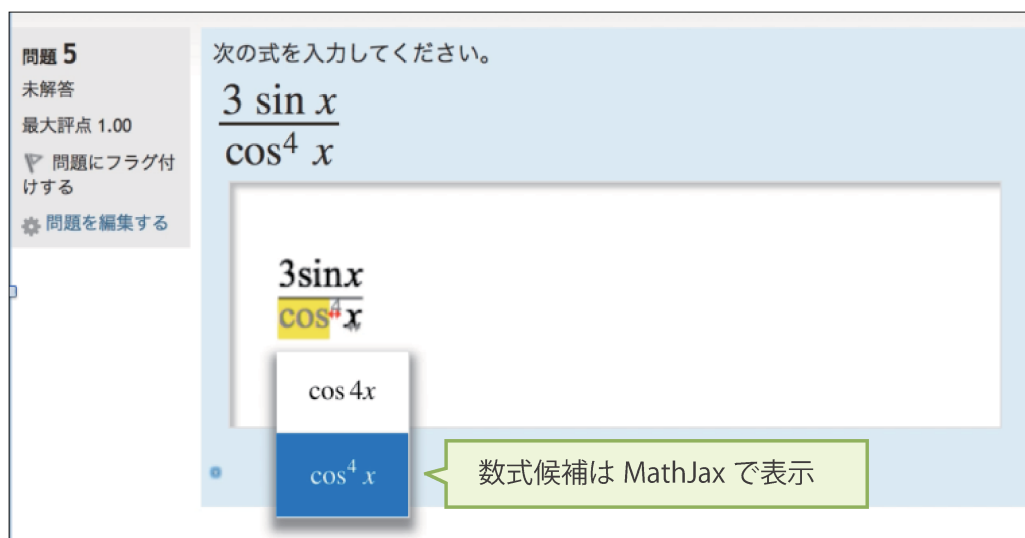 問題 5
未解答
最大評点 1.00
問題にフラグ付
けする
問題を編集する
次の式を入力してください。
3 sin x
cos⁴ x
3sinx
cos⁴x
cos 4x
cos⁴ x
数式候補は MathJax で表示